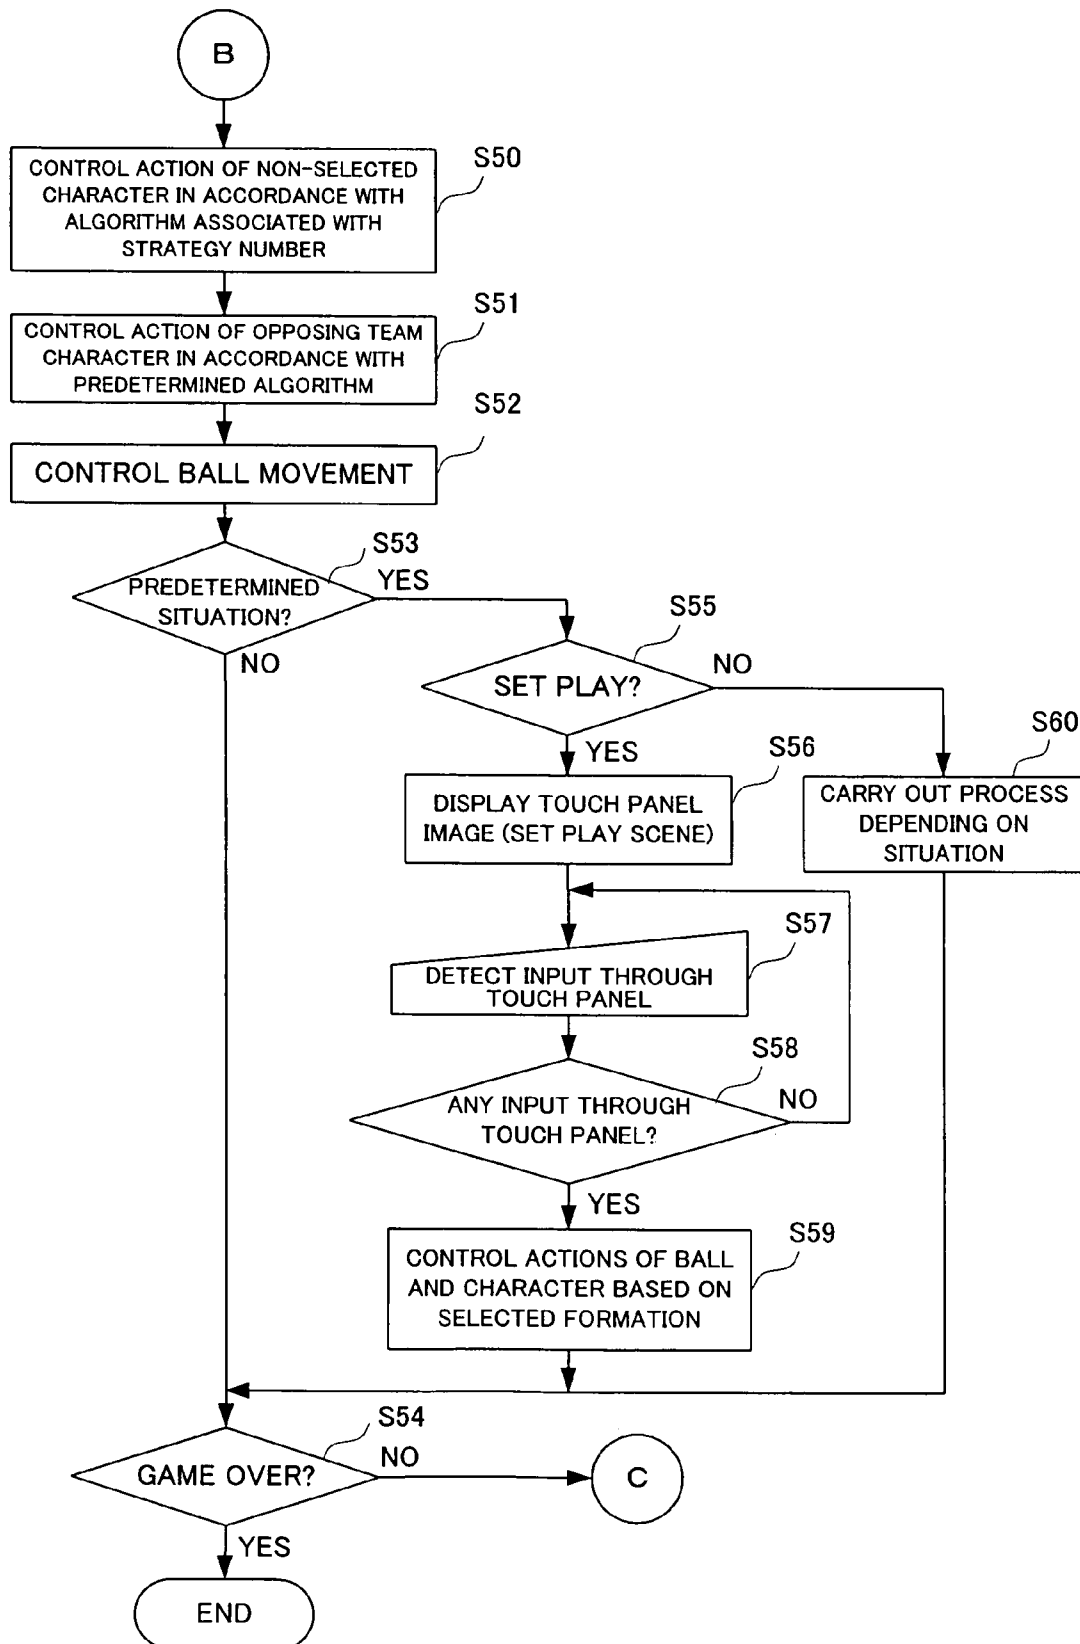 B
CONTROL ACTION OF NON-SELECTED
CHARACTER IN ACCORDANCE WITH
ALGORITHM ASSOCIATED WITH
STRATEGY NUMBER
S50
CONTROL ACTION OF OPPOSING TEAM
CHARACTER IN ACCORDANCE WITH
PREDETERMINED ALGORITHM
S51
CONTROL BALL MOVEMENT
S52
PREDETERMINED
SITUATION?
S53
YES
NO
SET PLAY?
S55
NO
YES
DISPLAY TOUCH PANEL
IMAGE (SET PLAY SCENE)
S56
CARRY OUT PROCESS
DEPENDING ON
SITUATION
S60
DETECT INPUT THROUGH
TOUCH PANEL
S57
ANY INPUT THROUGH
TOUCH PANEL?
S58
NO
YES
CONTROL ACTIONS OF BALL
AND CHARACTER BASED ON
SELECTED FORMATION
S59
GAME OVER?
S54
NO
C
YES
END